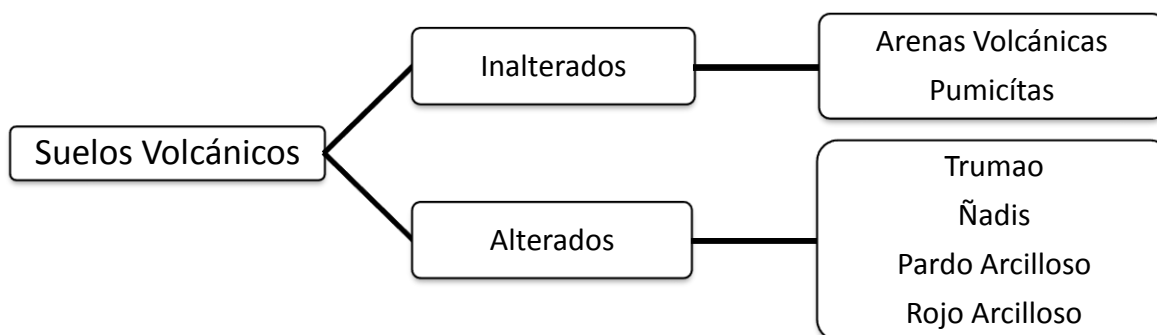 Suelos Volcánicos
Inalterados
Arenas Volcánicas
Pumicítas
Alterados
Trumao
Ñadis
Pardo Arcilloso
Rojo Arcilloso